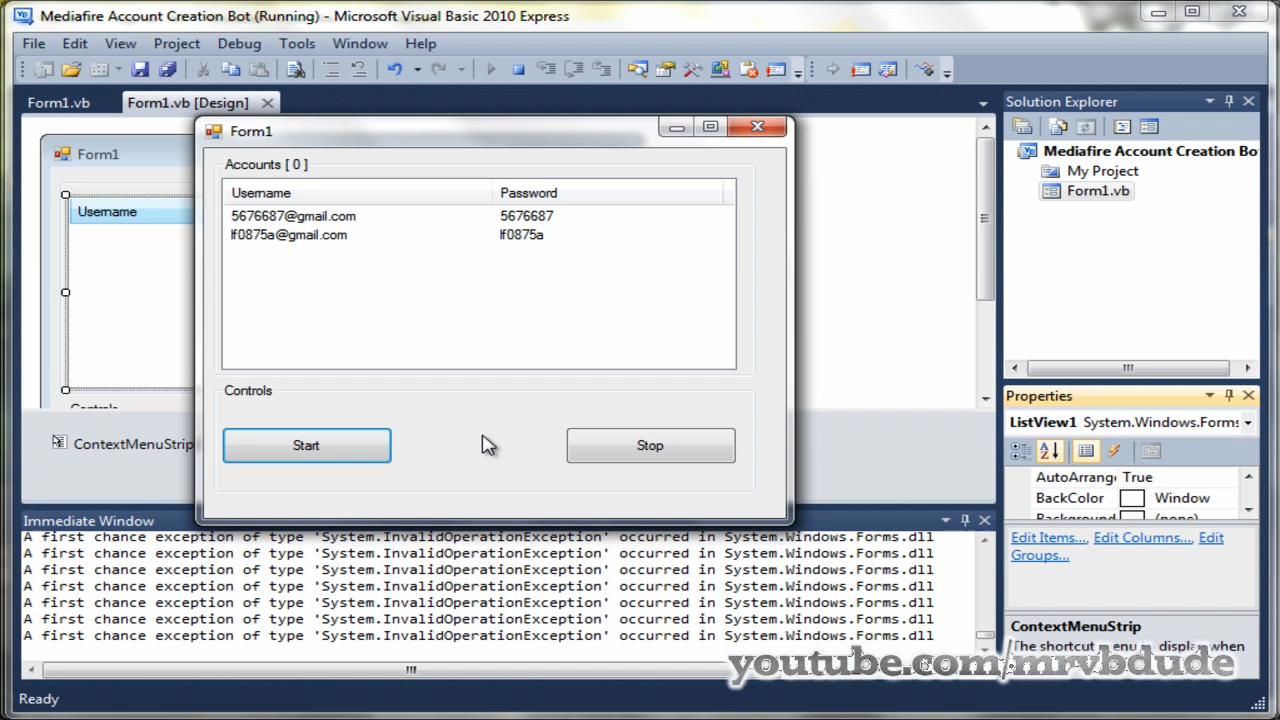 Mediafire Account Creation Bot (Running) - Microsoft Visual Basic 2010 Express
File Edit View Project Debug Tools Window Help
Form1.vb Form1.vb [Design]
Form1
Username
ContextMenuStrip
Form1
Accounts [ 0 ]
Username Password
5676687@gmail.com 5676687
lf0875a@gmail.com lf0875a
Controls
Start Stop
Solution Explorer
Mediafire Account Creation Bo
My Project
Form1.vb
Properties
ListView1 System.Windows.Forms
AutoArrang True
BackColor Window
Background (none)
Edit Items..., Edit Columns..., Edit
Groups...
ContextMenuStrip
The shortcut menu is display when
Immediate Window
A first chance exception of type 'System.InvalidOperationException' occurred in System.Windows.Forms.dll
A first chance exception of type 'System.InvalidOperationException' occurred in System.Windows.Forms.dll
A first chance exception of type 'System.InvalidOperationException' occurred in System.Windows.Forms.dll
A first chance exception of type 'System.InvalidOperationException' occurred in System.Windows.Forms.dll
A first chance exception of type 'System.InvalidOperationException' occurred in System.Windows.Forms.dll
A first chance exception of type 'System.InvalidOperationException' occurred in System.Windows.Forms.dll
A first chance exception of type 'System.InvalidOperationException' occurred in System.Windows.Forms.dll
youtube.com/mrvbdude
Ready